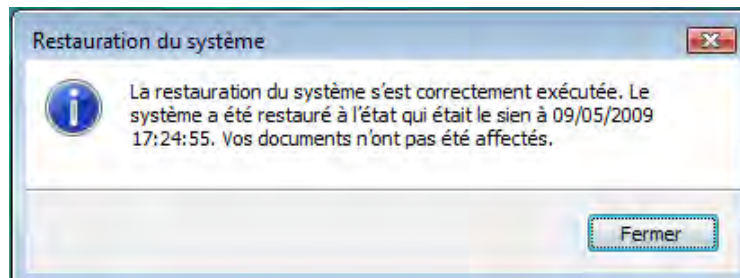 Restauration du système
La restauration du système s'est correctement exécutée. Le
système a été restauré à l'état qui était le sien à 09/05/2009
17:24:55. Vos documents n'ont pas été affectés.
Fermer